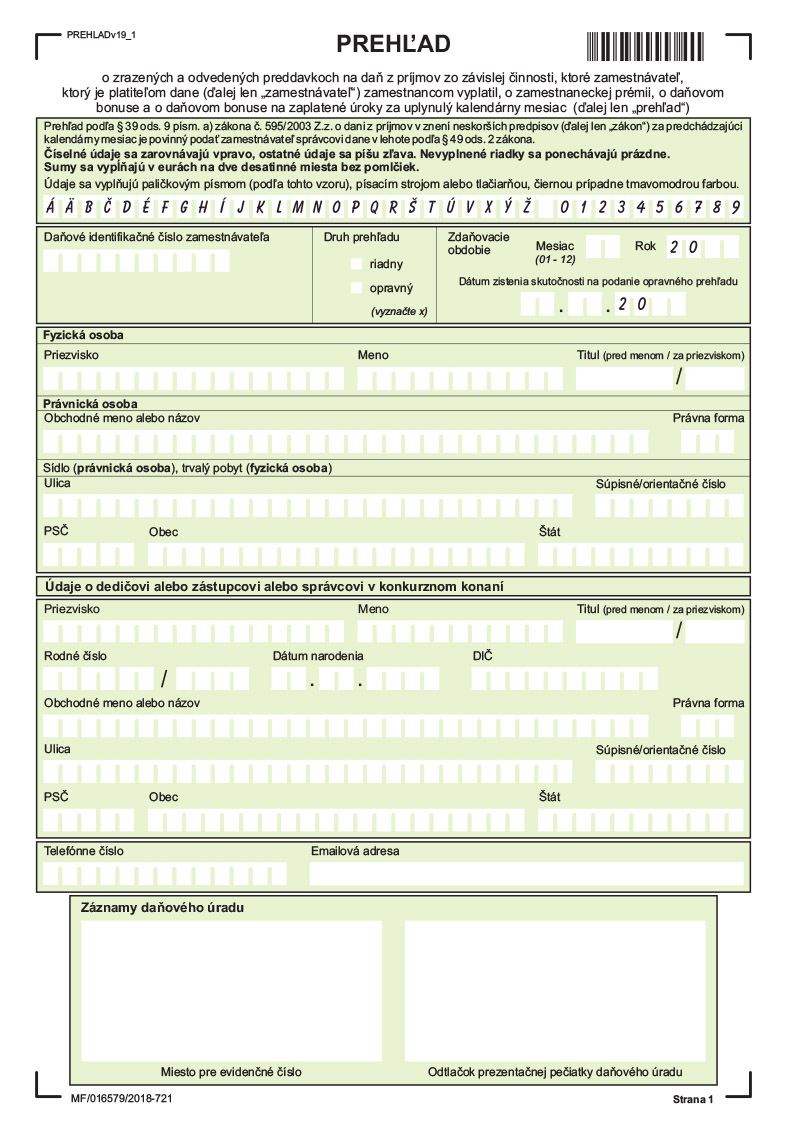 PREHLADv19_1
PREHĽAD
o zrazených a odvedených preddavkoch na daň z príjmov zo závislej činnosti, ktoré zamestnávateľ,
ktorý je platiteľom dane (ďalej len „zamestnávateľ“) zamestnancom vyplatil, o zamestnaneckej prémii, o daňovom
bonuse a o daňovom bonuse na zaplatené úroky za uplynulý kalendárny mesiac (ďalej len „prehľad“)
Prehľad podľa § 39 ods. 9 písm. a) zákona č. 595/2003 Z.z. o dani z príjmov v znení neskorších predpisov (ďalej len „zákon“) za predchádzajúci
kalendárny mesiac je povinný podať zamestnávateľ správcovi dane v lehote podľa § 49 ods. 2 zákona.
Číselné údaje sa zarovnávajú vpravo, ostatné údaje sa píšu zľava. Nevyplnené riadky sa ponechávajú prázdne.
Sumy sa vypĺňajú v eurách na dve desatinné miesta bez pomlčiek.
Údaje sa vyplňujú paličkovým písmom (podľa tohto vzoru), písacím strojom alebo tlačiarňou, čiernou prípadne tmavomodrou farbou.
Á Ä B Č D É F G H Í J K L M N O P Q R Š T Ú V X Ý Ž 0 1 2 3 4 5 6 7 8 9
Daňové identifikačné číslo zamestnávateľa
Druh prehľadu
riadny
opravný
(vyznačte x)
Zdaňovacie
obdobie
Mesiac
(01 - 12)
Rok 2 0
Dátum zistenia skutočnosti na podanie opravného prehľadu
. . 2 0
Fyzická osoba
Priezvisko Meno Titul (pred menom / za priezviskom)
/
Právnická osoba
Obchodné meno alebo názov Právna forma
Sídlo (právnická osoba), trvalý pobyt (fyzická osoba)
Ulica Súpisné/orientačné číslo
PSČ Obec Štát
Údaje o dedičovi alebo zástupcovi alebo správcovi v konkurznom konaní
Priezvisko Meno Titul (pred menom / za priezviskom)
/
Rodné číslo Dátum narodenia DIČ
/ . .
Obchodné meno alebo názov Právna forma
Ulica Súpisné/orientačné číslo
PSČ Obec Štát
Telefónne číslo Emailová adresa
Záznamy daňového úradu
Miesto pre evidenčné číslo Odtlačok prezentačnej pečiatky daňového úradu
MF/016579/2018-721 Strana 1